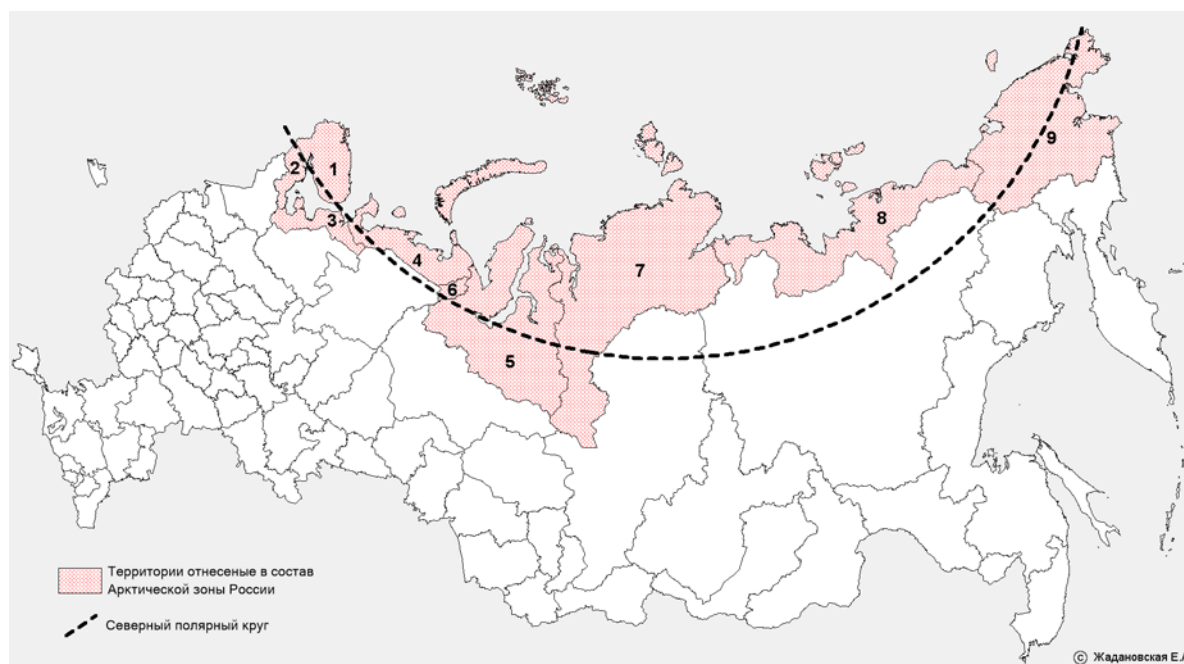 9
2
1
8
3
7
4
6
5
Территории отнесеные в состав
Арктической зоны России
Северный полярный круг
© Жадановская Е.А